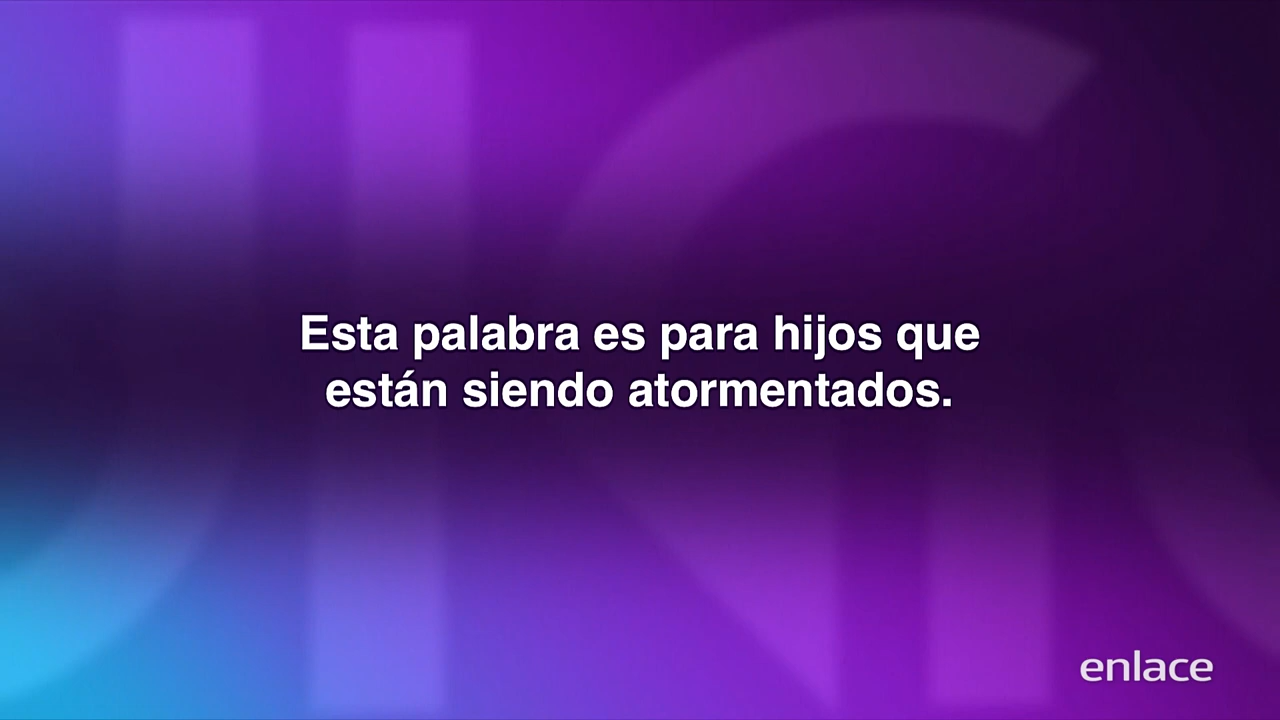 Esta palabra es para hijos que
están siendo atormentados.
enlace